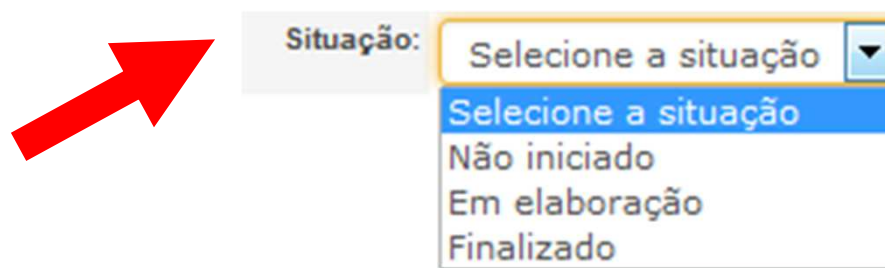 Situação: Selecione a situação
Selecione a situação
Não iniciado
Em elaboração
Finalizado